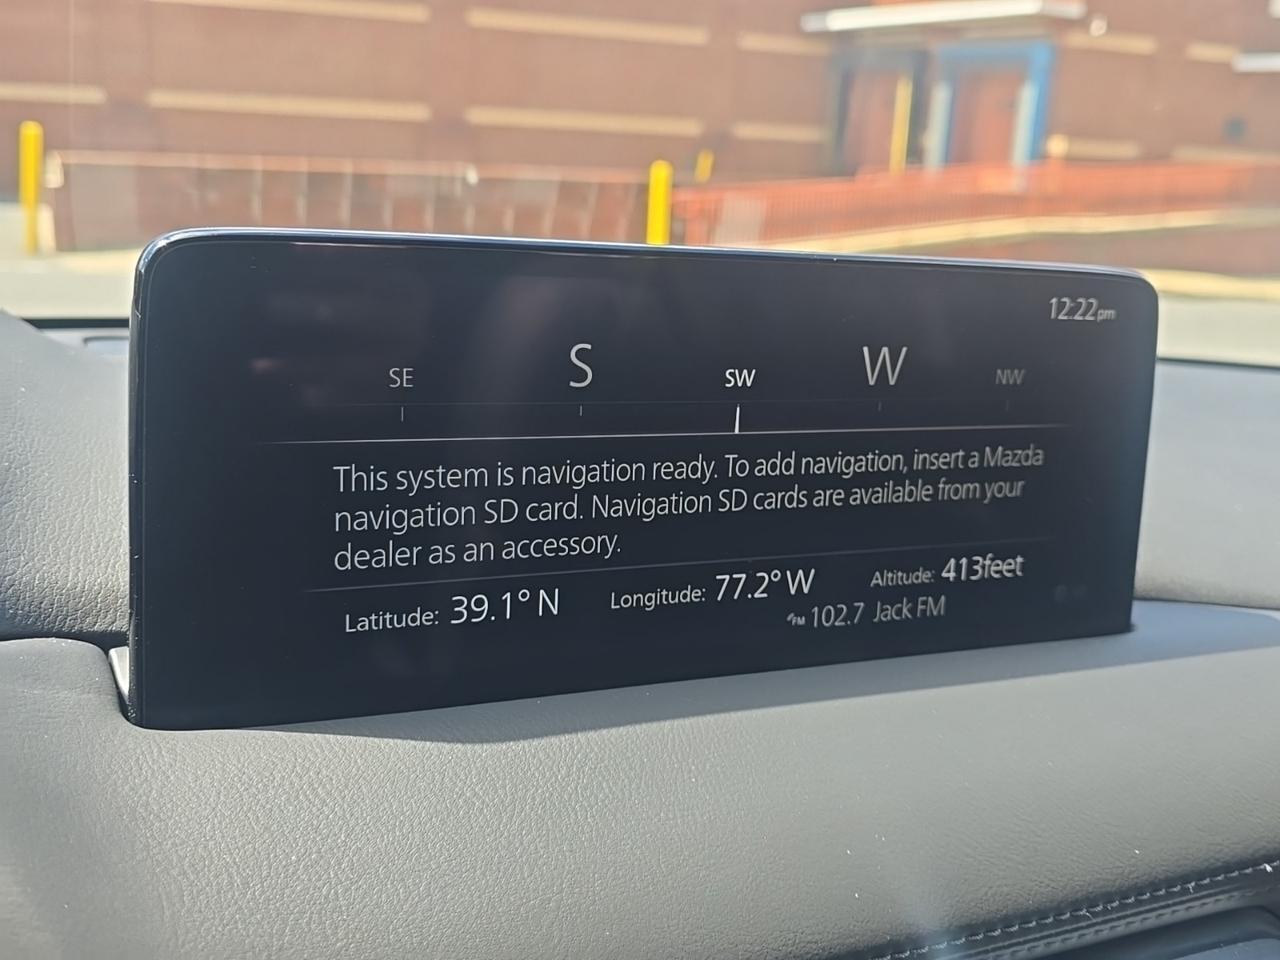 12:22pm
SE S SW W NW
This system is navigation ready. To add navigation, insert a Mazda
navigation SD card. Navigation SD cards are available from your
dealer as an accessory.
Latitude: 39.1° N Longitude: 77.2° W Altitude: 413feet
FM 102.7 Jack FM